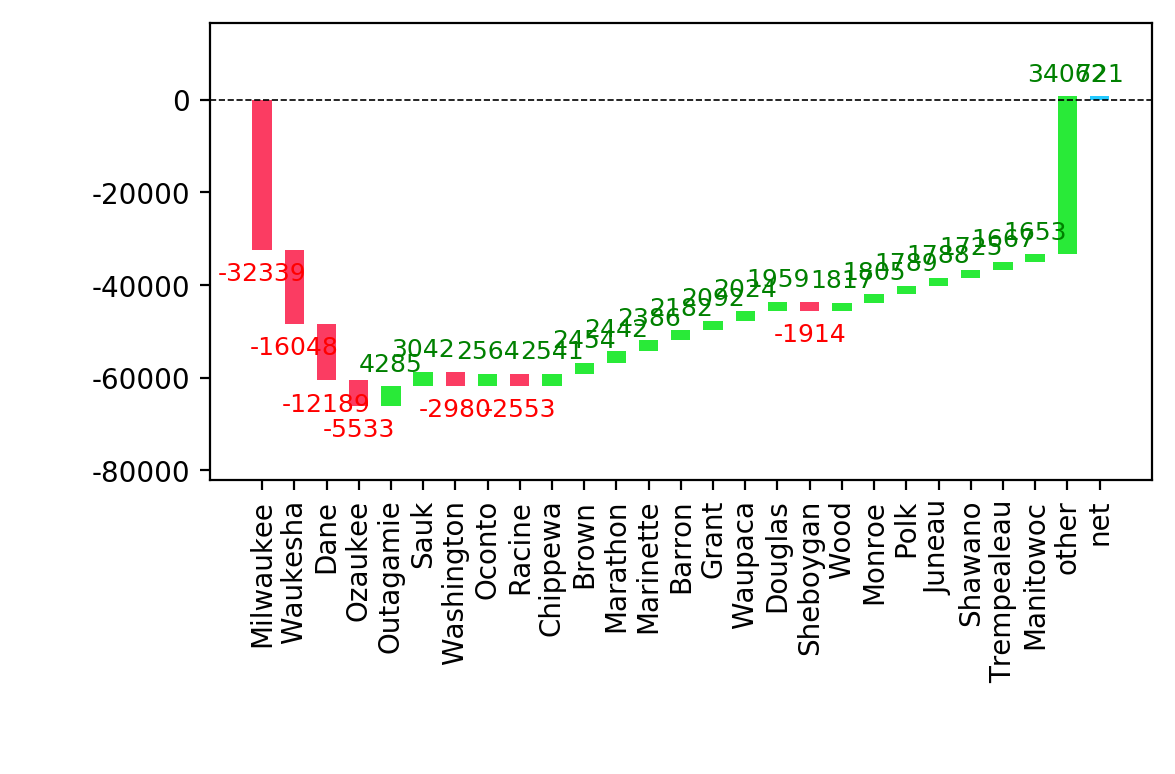 0
-20000
-40000
-60000
-80000
-32339
-16048
-12189
-5533
4285
3042
-2980
2564
-2553
2541
2454
2442
2386
2182
2092
2024
1959
-1914
1817
1805
1789
1788
1725
1667
1653
34062
721
Milwaukee
Waukesha
Dane
Ozaukee
Outagamie
Sauk
Washington
Oconto
Racine
Chippewa
Brown
Marathon
Marinette
Barron
Grant
Waupaca
Douglas
Sheboygan
Wood
Monroe
Polk
Juneau
Shawano
Trempealeau
Manitowoc
other
net